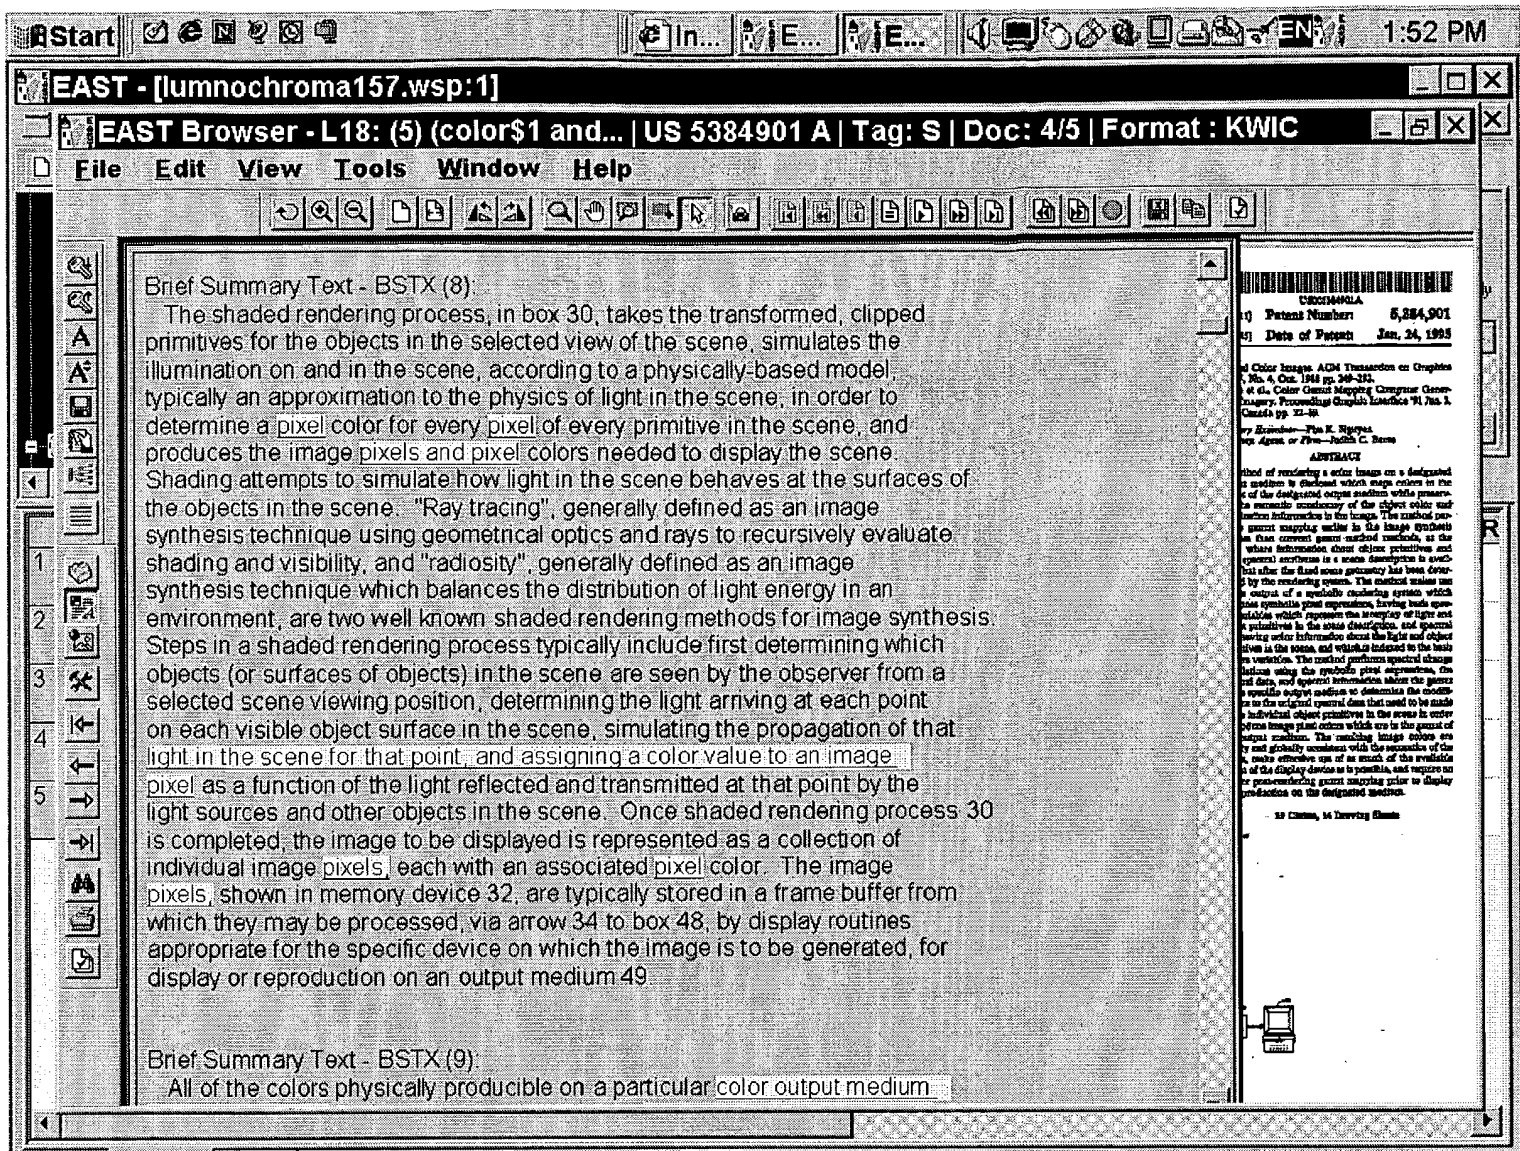 Start
In...
E...
E...
EN
1:52 PM
EAST - [lumnochroma157.wsp:1]
EAST Browser - L18: (5) (color$1 and... | US 5384901 A | Tag: S | Doc: 4/5 | Format : KWIC
File Edit View Tools Window Help
Brief Summary Text - BSTX (8):
The shaded rendering process, in box 30, takes the transformed, clipped
primitives for the objects in the selected view of the scene, simulates the
illumination on and in the scene, according to a physically-based model,
typically an approximation to the physics of light in the scene, in order to
determine a pixel color for every pixel of every primitive in the scene, and
produces the image pixels and pixel colors needed to display the scene.
Shading attempts to simulate how light in the scene behaves at the surfaces of
the objects in the scene. "Ray tracing", generally defined as an image
synthesis technique using geometrical optics and rays to recursively evaluate
shading and visibility, and "radiosity", generally defined as an image
synthesis technique which balances the distribution of light energy in an
environment, are two well known shaded rendering methods for image synthesis.
Steps in a shaded rendering process typically include first determining which
objects (or surfaces of objects) in the scene are seen by the observer from a
selected scene viewing position, determining the light arriving at each point
on each visible object surface in the scene, simulating the propagation of that
light in the scene for that point, and assigning a color value to an image
pixel as a function of the light reflected and transmitted at that point by the
light sources and other objects in the scene. Once shaded rendering process 30
is completed, the image to be displayed is represented as a collection of
individual image pixels, each with an associated pixel color. The image
pixels, shown in memory device 32, are typically stored in a frame buffer from
which they may be processed, via arrow 34 to box 48, by display routines
appropriate for the specific device on which the image is to be generated, for
display or reproduction on an output medium 49.
Brief Summary Text - BSTX (9):
All of the colors physically producible on a particular color output medium
1
2
3
4
5
R
Patent Number: 5,384,901
Date of Patent: Jan. 24, 1995
ABSTRACT